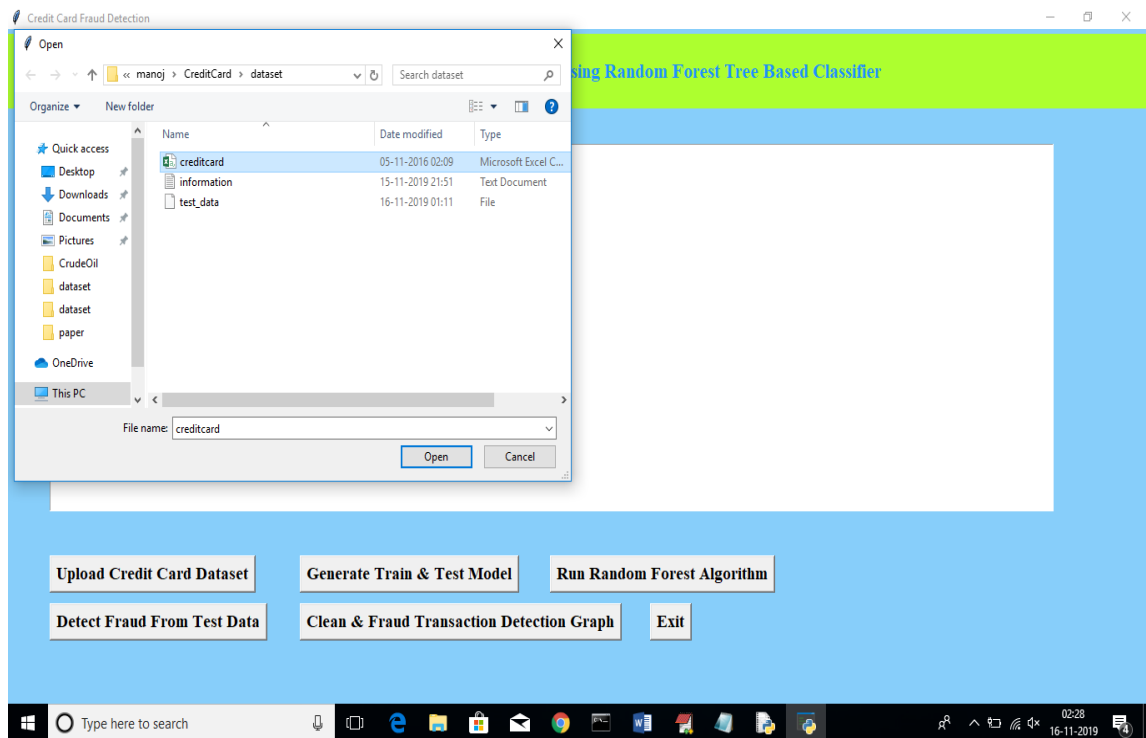 Credit Card Fraud Detection
Open
sing Random Forest Tree Based Classifier
« manoj › CreditCard › dataset
Search dataset
Organize
New folder
Name
Date modified
Type
Quick access
Desktop
Downloads
Documents
Pictures
CrudeOil
dataset
dataset
paper
OneDrive
This PC
creditcard 05-11-2016 02:09 Microsoft Excel C...
information 15-11-2019 21:51 Text Document
test_data 16-11-2019 01:11 File
File name: creditcard
Open
Cancel
Upload Credit Card Dataset
Generate Train & Test Model
Run Random Forest Algorithm
Detect Fraud From Test Data
Clean & Fraud Transaction Detection Graph
Exit
Type here to search
02:28
16-11-2019
4